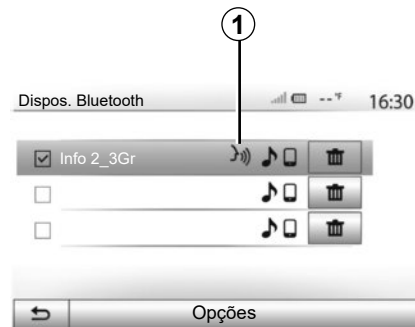 1
Dispos. Bluetooth
--°F
16:30
Info 2_3Gr
Opções